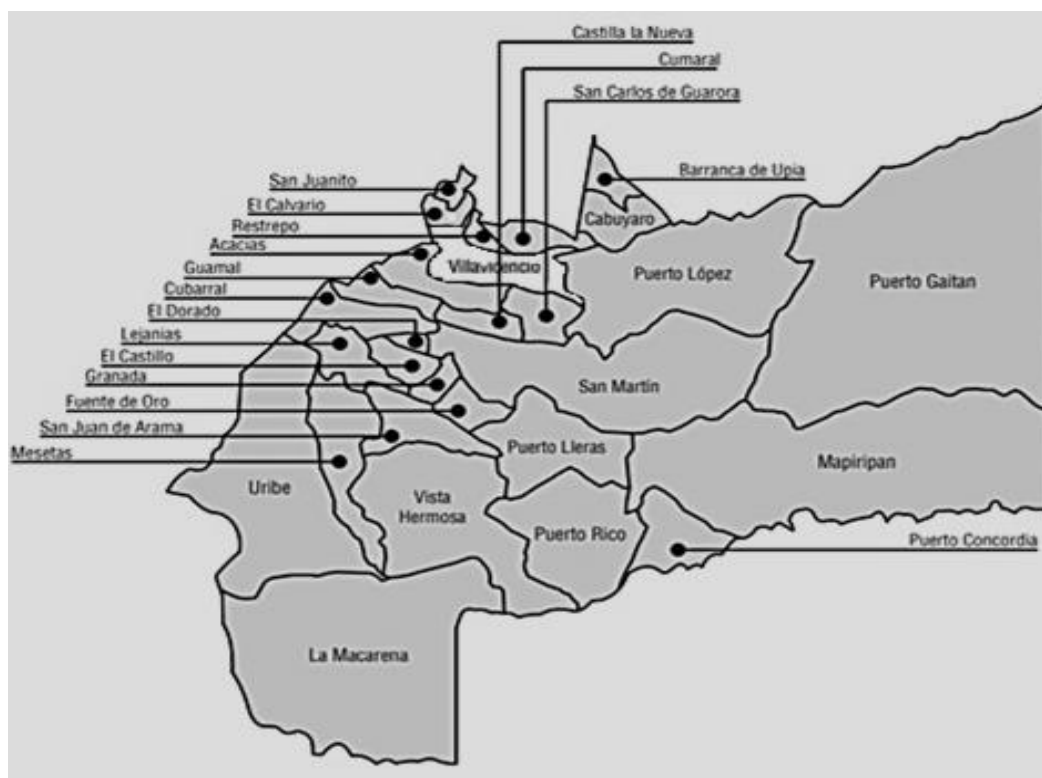 Castilla la Nueva
Cumaral
San Carlos de Guarora
Barranca de Upia
San Juanito
El Calvario
Cabuyaro
Restrepo
Acacias
Villavicencio
Guamal
Puerto López
Puerto Gaitan
Cubarral
El Dorado
Lejanias
El Castillo
Granada
San Martín
Fuente de Oro
San Juan de Arama
Puerto Lleras
Mesetas
Mapiripan
Uribe
Vista
Hermosa
Puerto Rico
Puerto Concordia
La Macarena